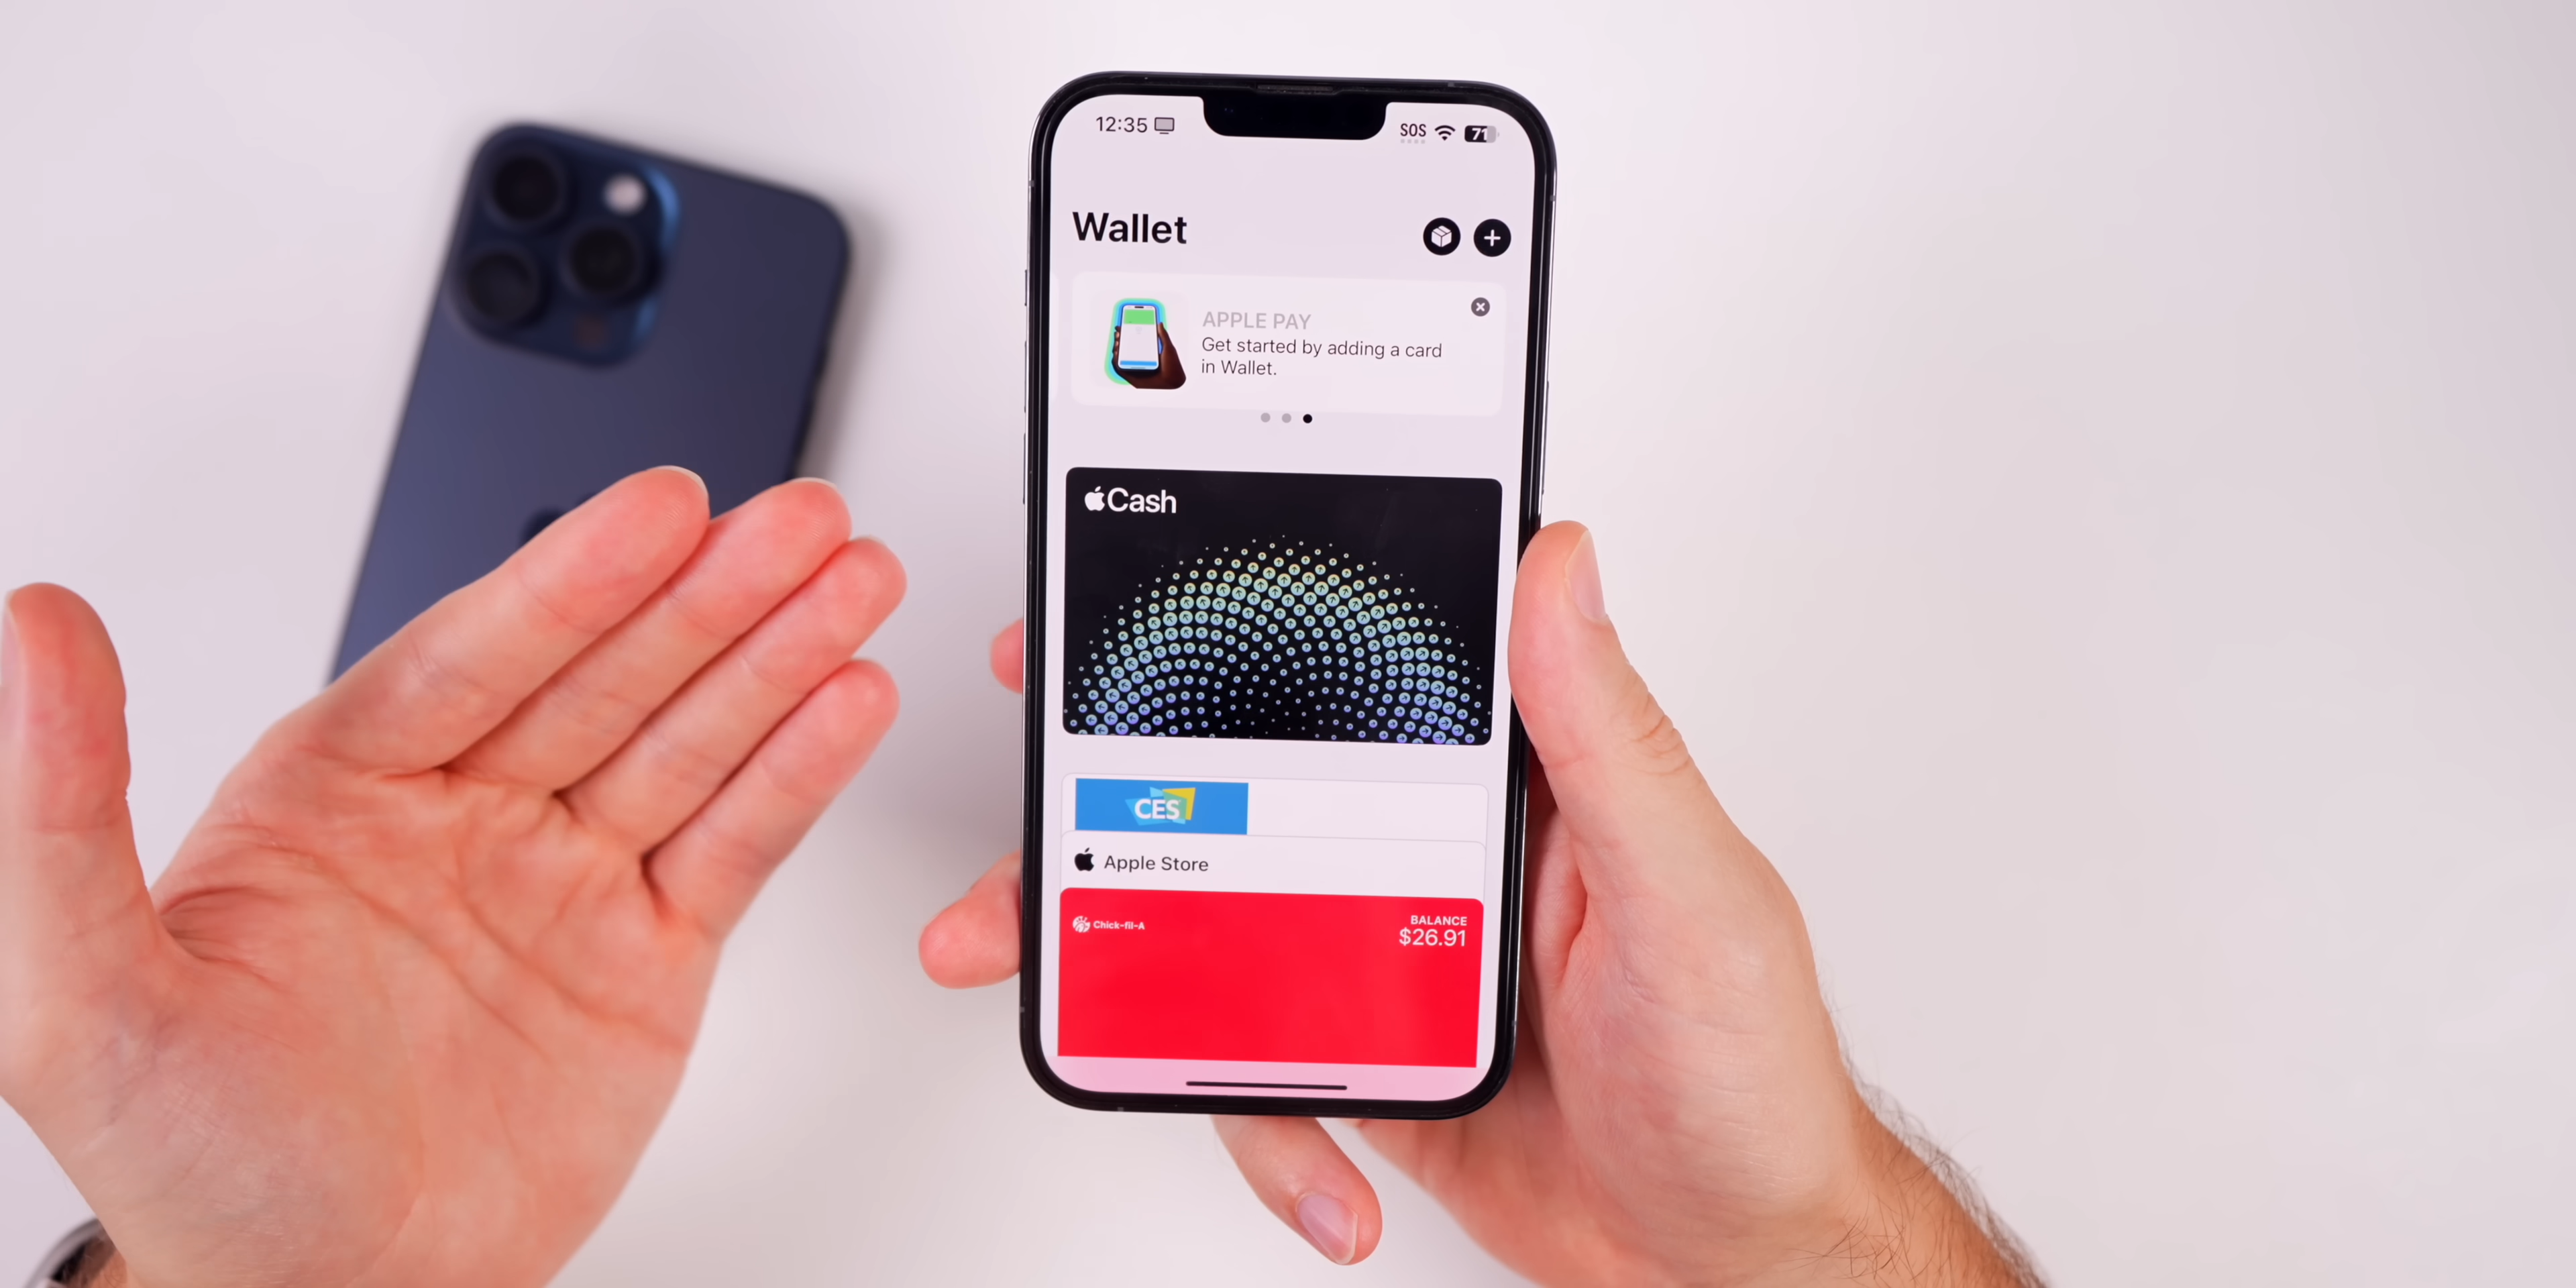 12:35
SOS 71
Wallet
APPLE PAY
Get started by adding a card
in Wallet.
Cash
CES
Apple Store
Chick-fil-A
BALANCE
$26.91